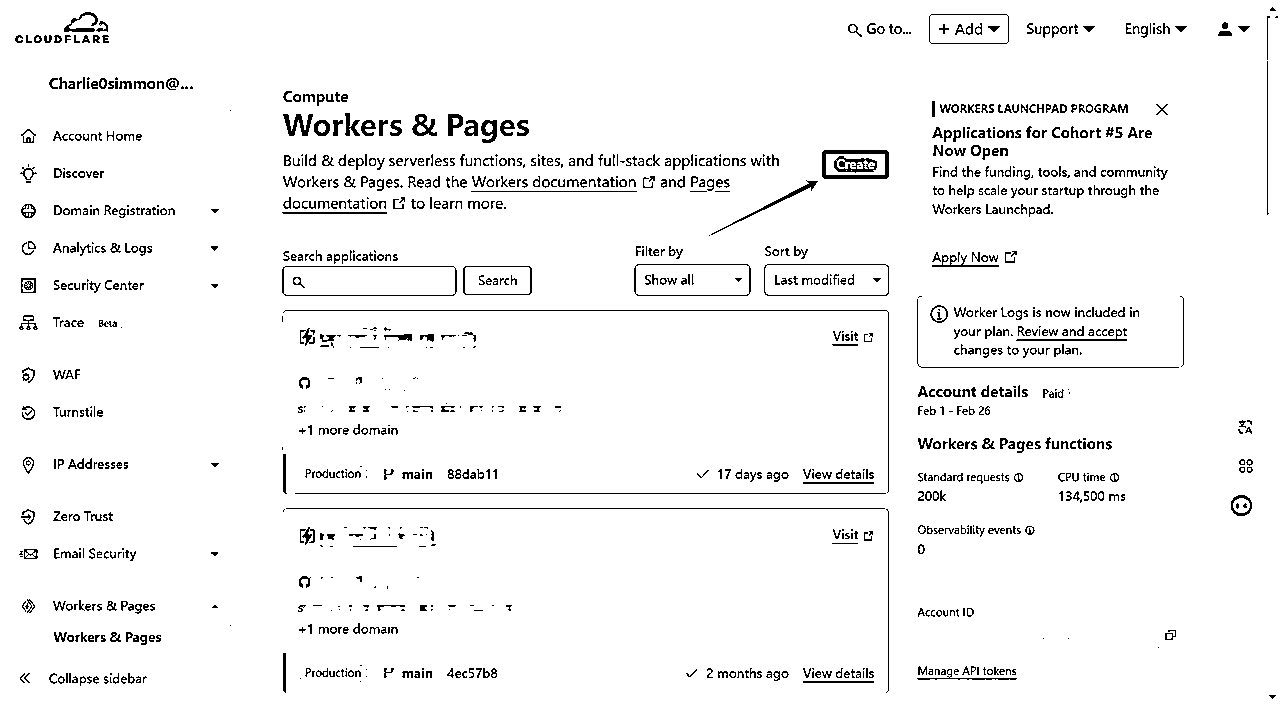 CLOUDFLARE
Go to...
+ Add
Support
English
Charlie0simmon@...
Account Home
Discover
Domain Registration
Analytics & Logs
Security Center
Trace Beta
WAF
Turnstile
IP Addresses
Zero Trust
Email Security
Workers & Pages
Workers & Pages
Collapse sidebar
Compute
Workers & Pages
Build & deploy serverless functions, sites, and full-stack applications with
Workers & Pages. Read the Workers documentation and Pages
documentation to learn more.
Create
Search applications
Search
Filter by
Show all
Sort by
Last modified
Visit
+1 more domain
Production main 88dab11
17 days ago View details
Visit
+1 more domain
Production main 4ec57b8
2 months ago View details
WORKERS LAUNCHPAD PROGRAM
Applications for Cohort #5 Are
Now Open
Find the funding, tools, and community
to help scale your startup through the
Workers Launchpad.
Apply Now
Worker Logs is now included in
your plan. Review and accept
changes to your plan.
Account details Paid
Feb 1 - Feb 26
Workers & Pages functions
Standard requests
200k
CPU time
134,500 ms
Observability events
0
Account ID
Manage API tokens